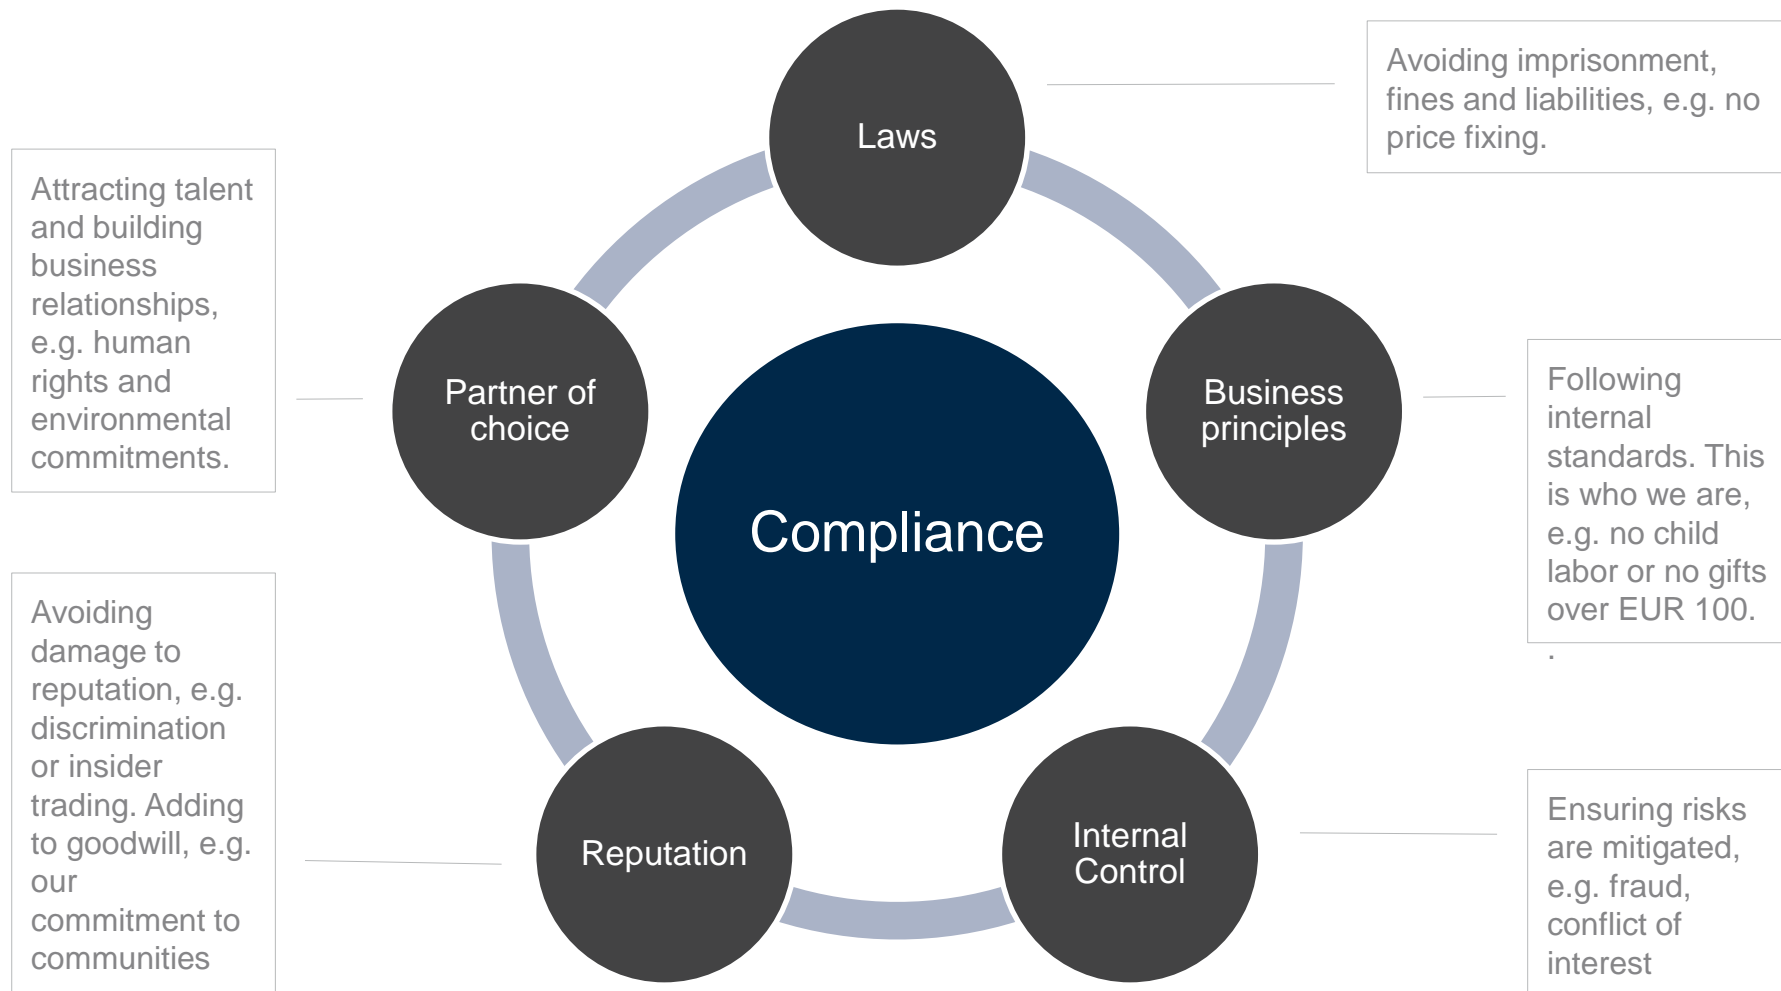 Laws
Avoiding imprisonment,
fines and liabilities, e.g. no
price fixing.
Attracting talent
and building
business
relationships,
e.g. human
rights and
environmental
commitments.
Partner of
choice
Business
principles
Following
internal
standards. This
is who we are,
e.g. no child
labor or no gifts
over EUR 100.
.
Compliance
Avoiding
damage to
reputation, e.g.
discrimination
or insider
trading. Adding
to goodwill, e.g.
our
commitment to
communities
Reputation
Internal
Control
Ensuring risks
are mitigated,
e.g. fraud,
conflict of
interest